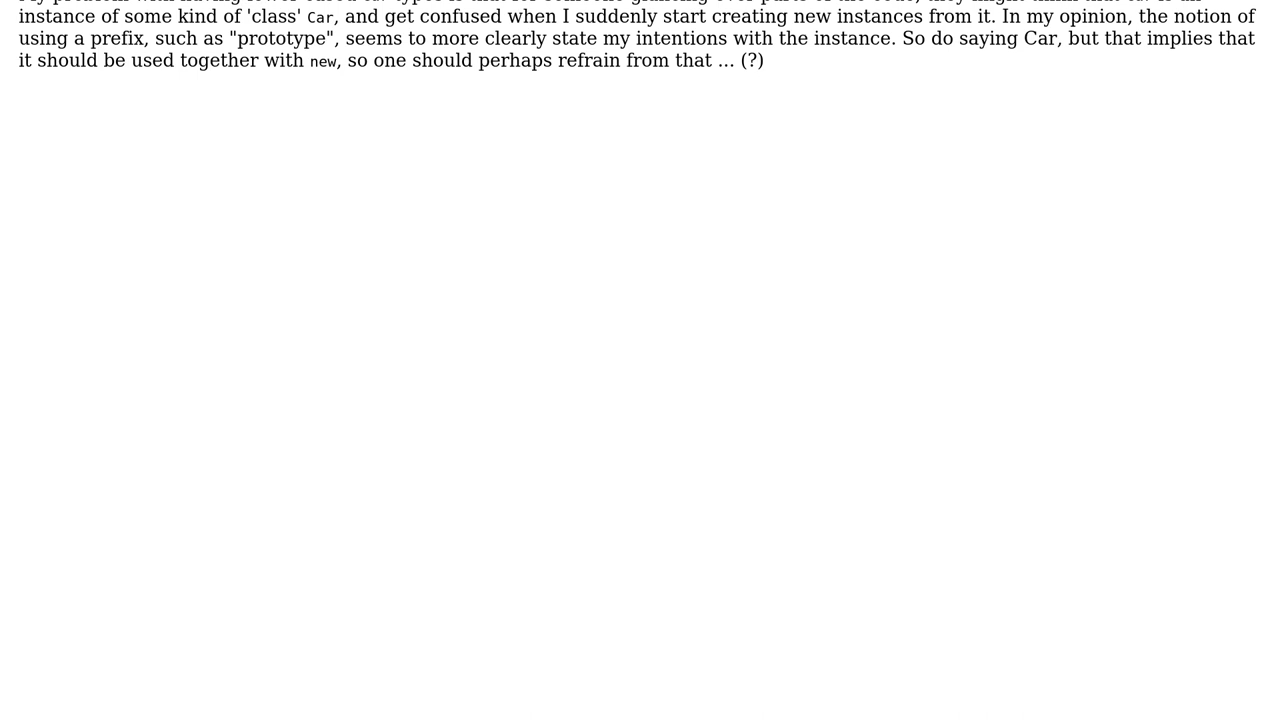 instance of some kind of 'class' Car, and get confused when I suddenly start creating new instances from it. In my opinion, the notion of
using a prefix, such as "prototype", seems to more clearly state my intentions with the instance. So do saying Car, but that implies that
it should be used together with new, so one should perhaps refrain from that ... (?)